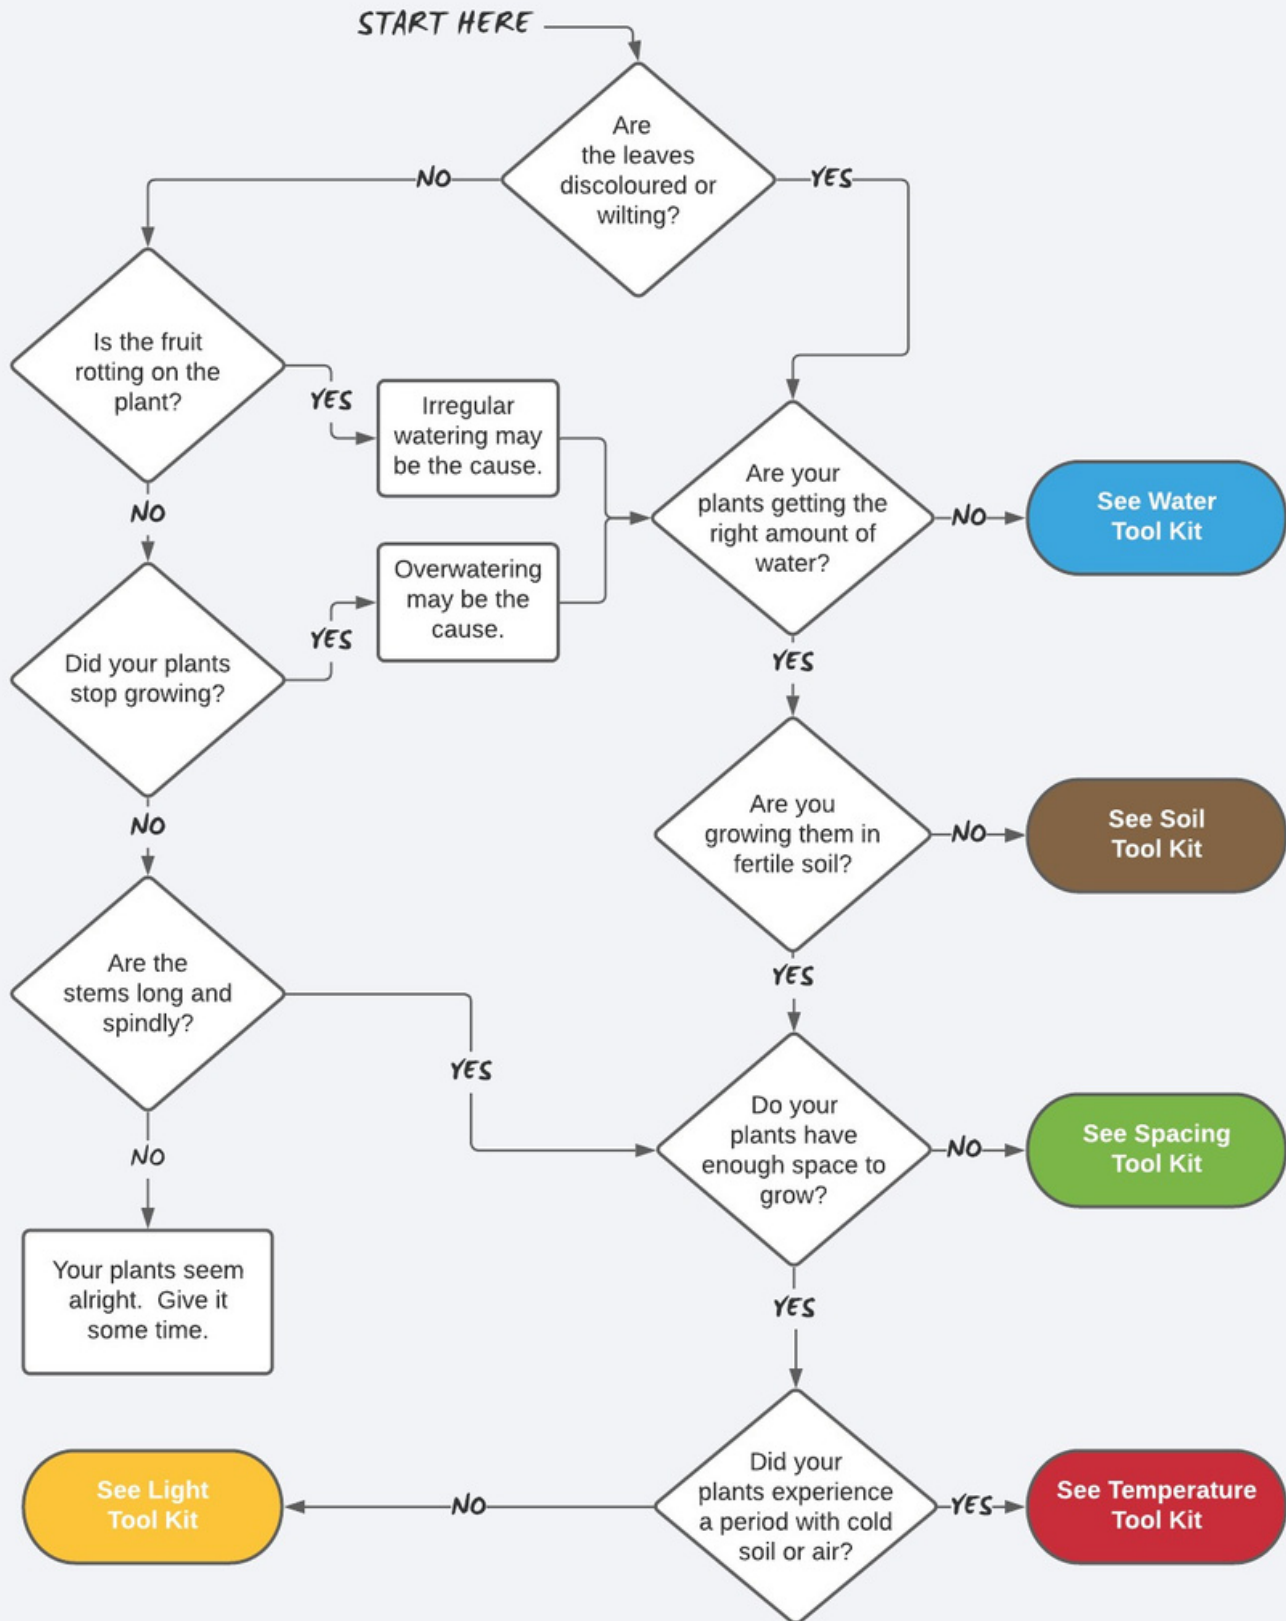 START HERE
Are
the leaves
discoloured or
wilting?
NO
YES
Is the fruit
rotting on the
plant?
YES
Irregular
watering may
be the cause.
Are your
plants getting the
right amount of
water?
NO
See Water
Tool Kit
NO
Overwatering
may be the
cause.
YES
Did your plants
stop growing?
YES
NO
Are you
growing them in
fertile soil?
NO
See Soil
Tool Kit
YES
Are the
stems long and
spindly?
YES
Do your
plants have
enough space to
grow?
NO
See Spacing
Tool Kit
NO
Your plants seem
alright.  Give it
some time.
YES
Did your
plants experience
a period with cold
soil or air?
NO
See Light
Tool Kit
YES
See Temperature
Tool Kit